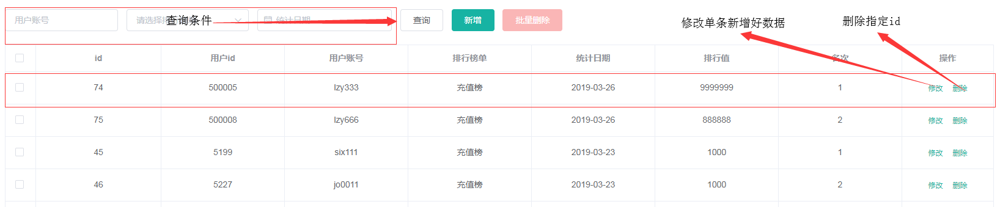 用户账号 请选择排 查询条件 统计日期 查询 新增 批量删除
修改单条新增好数据 删除指定id
id 用户id 用户账号 排行榜单 统计日期 排行值 名次 操作
74 500005 lzy333 充值榜 2019-03-26 9999999 1 修改 删除
75 500008 lzy666 充值榜 2019-03-26 888888 2 修改 删除
45 5199 six111 充值榜 2019-03-23 1000 1 修改 删除
46 5227 jo0011 充值榜 2019-03-23 1000 2 修改 删除